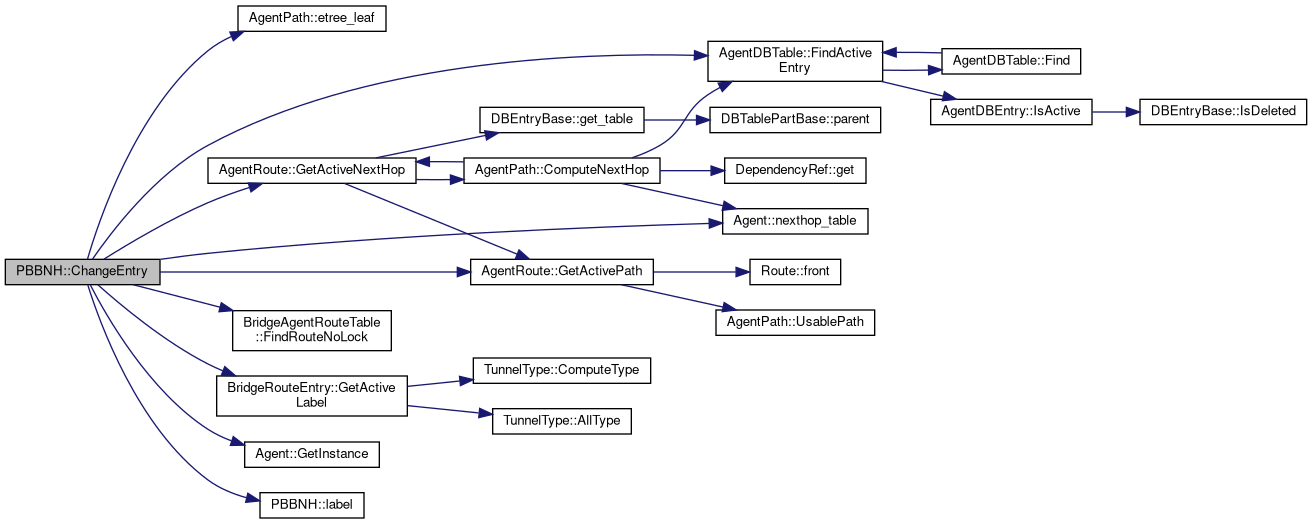 AgentPath::etree_leaf
AgentDBTable::FindActive
Entry
AgentDBTable::Find
AgentDBEntry::IsActive
DBEntryBase::IsDeleted
DBEntryBase::get_table
DBTablePartBase::parent
AgentRoute::GetActiveNextHop
AgentPath::ComputeNextHop
DependencyRef::get
Agent::nexthop_table
PBBNH::ChangeEntry
AgentRoute::GetActivePath
Route::front
AgentPath::UsablePath
BridgeAgentRouteTable
::FindRouteNoLock
BridgeRouteEntry::GetActive
Label
TunnelType::ComputeType
TunnelType::AllType
Agent::GetInstance
PBBNH::label